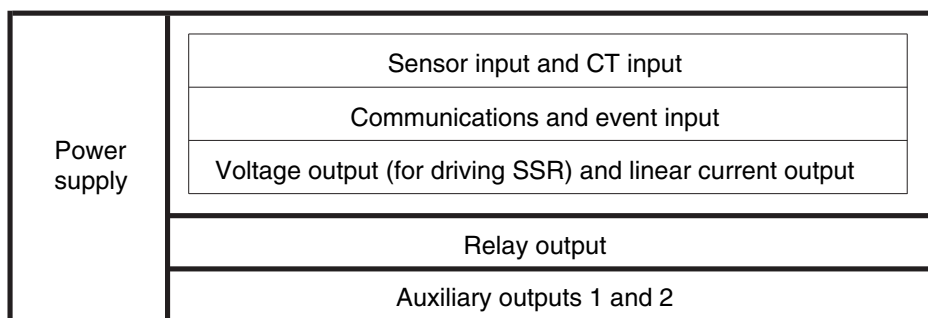 Power
supply
Sensor input and CT input
Communications and event input
Voltage output (for driving SSR) and linear current output
Relay output
Auxiliary outputs 1 and 2